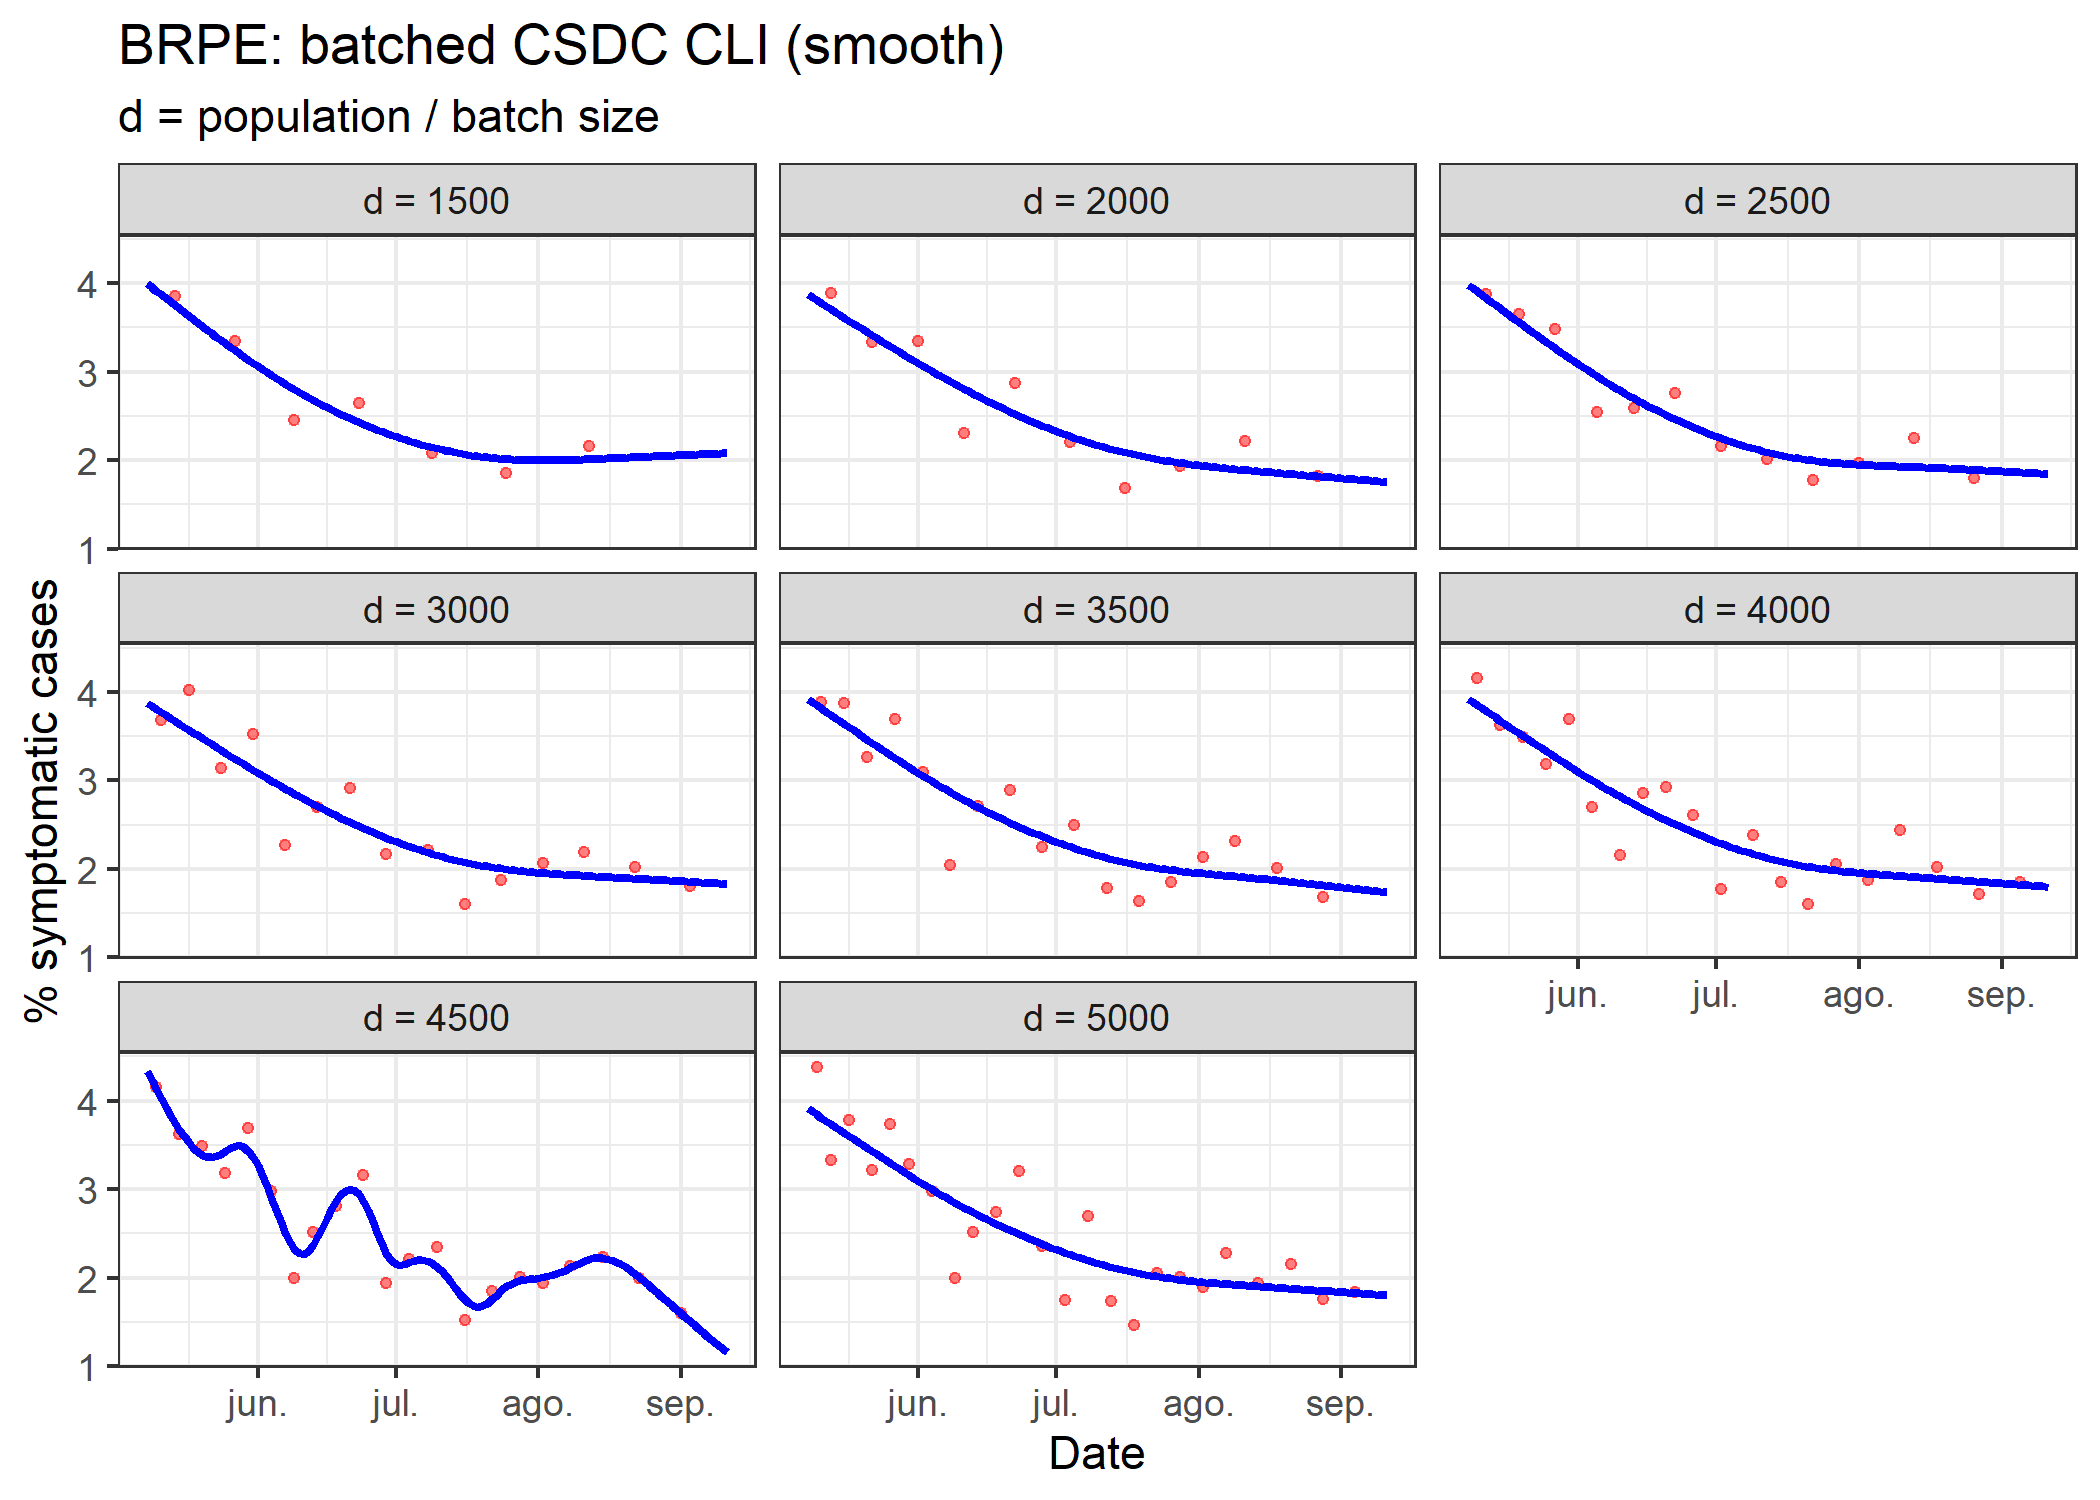 BRPE: batched CSDC CLI (smooth)
d = population / batch size
d = 1500
d = 2000
d = 2500
4
3
2
1
d = 3000
d = 3500
d = 4000
4
3
2
1
jun.
jul.
ago.
sep.
% symptomatic cases
d = 4500
d = 5000
4
3
2
1
jun.
jul.
ago.
sep.
jun.
jul.
ago.
sep.
Date